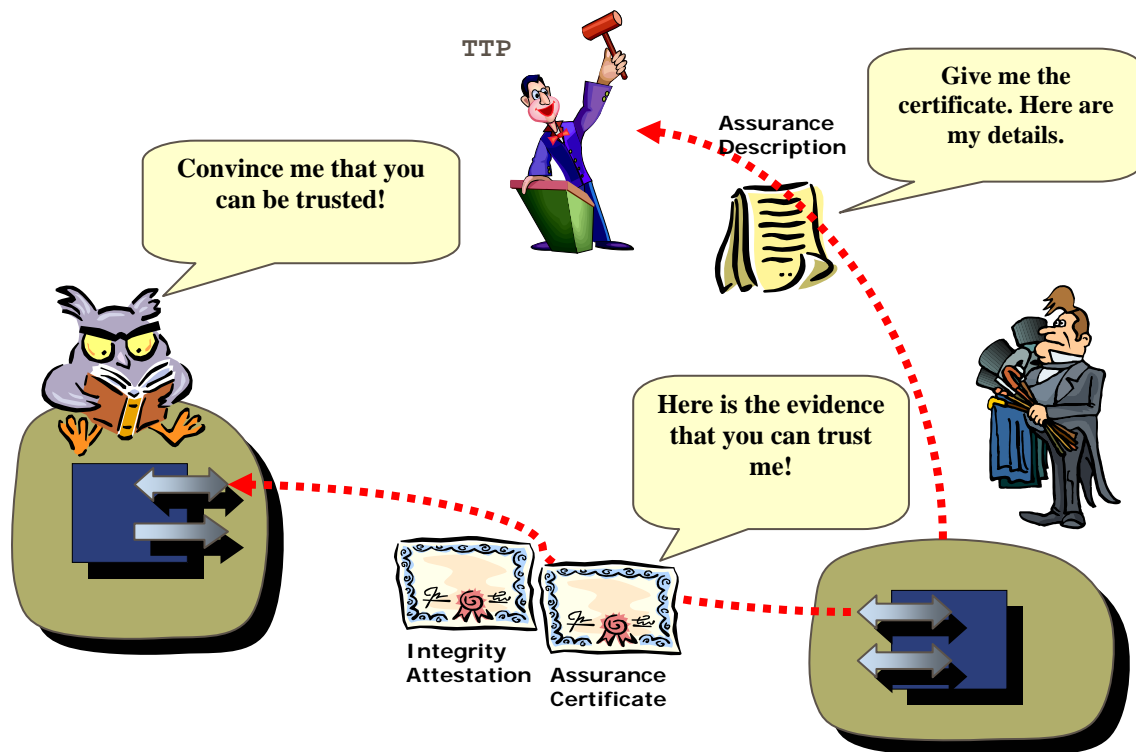 TTP
Give me the
certificate. Here are
my details.
Assurance
Description
Convince me that you
can be trusted!
Here is the evidence
that you can trust
me!
Integrity
Attestation
Assurance
Certificate